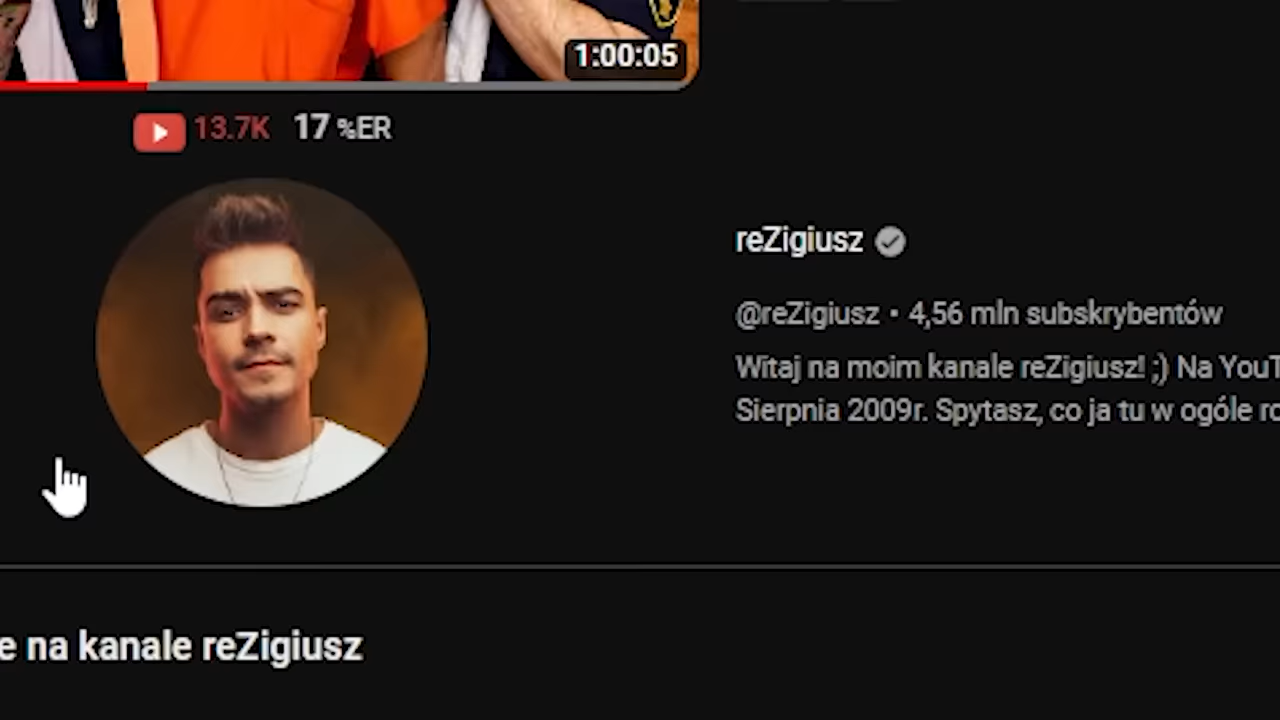 1:00:05
13.7K 17 %ER
reZigiusz
@reZigiusz • 4,56 mln subskrybentów
Witaj na moim kanale reZigiusz! ;) Na YouT
Sierpnia 2009r. Spytasz, co ja tu w ogóle ro
e na kanale reZigiusz